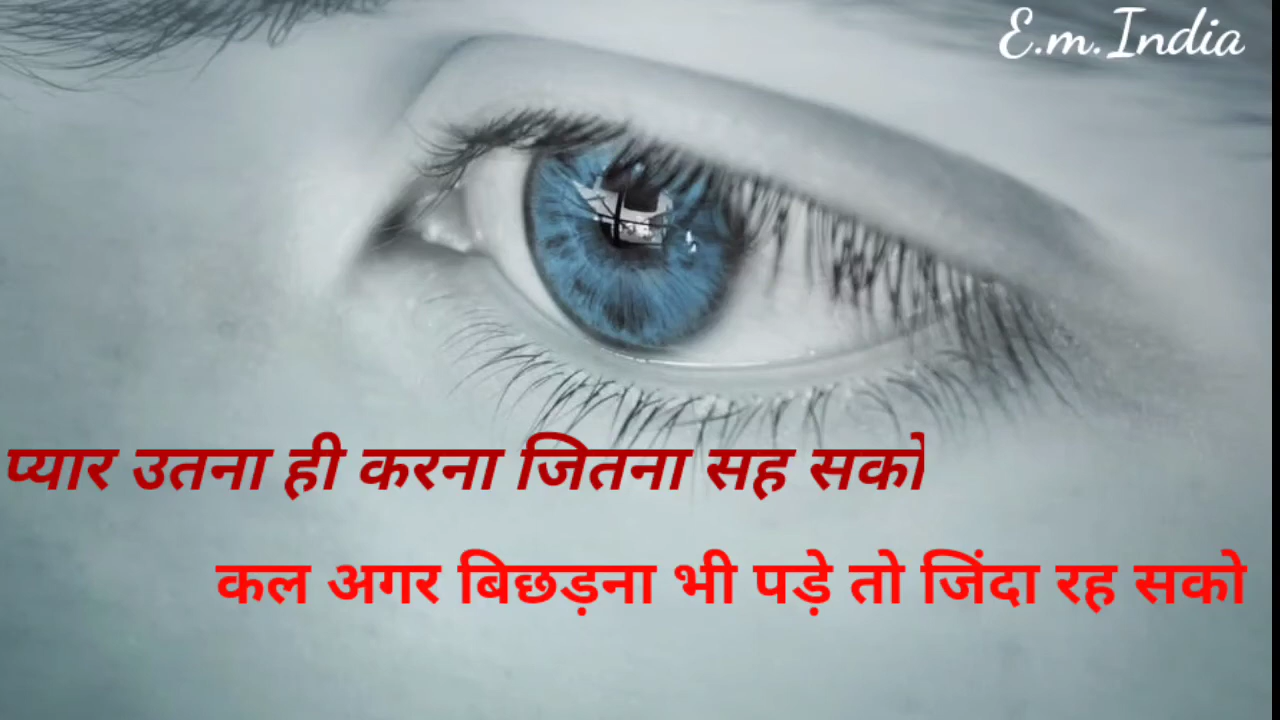 E.m.India
प्यार उतना ही करना जितना सह सको
कल अगर बिछड़ना भी पड़े तो जिंदा रह सको